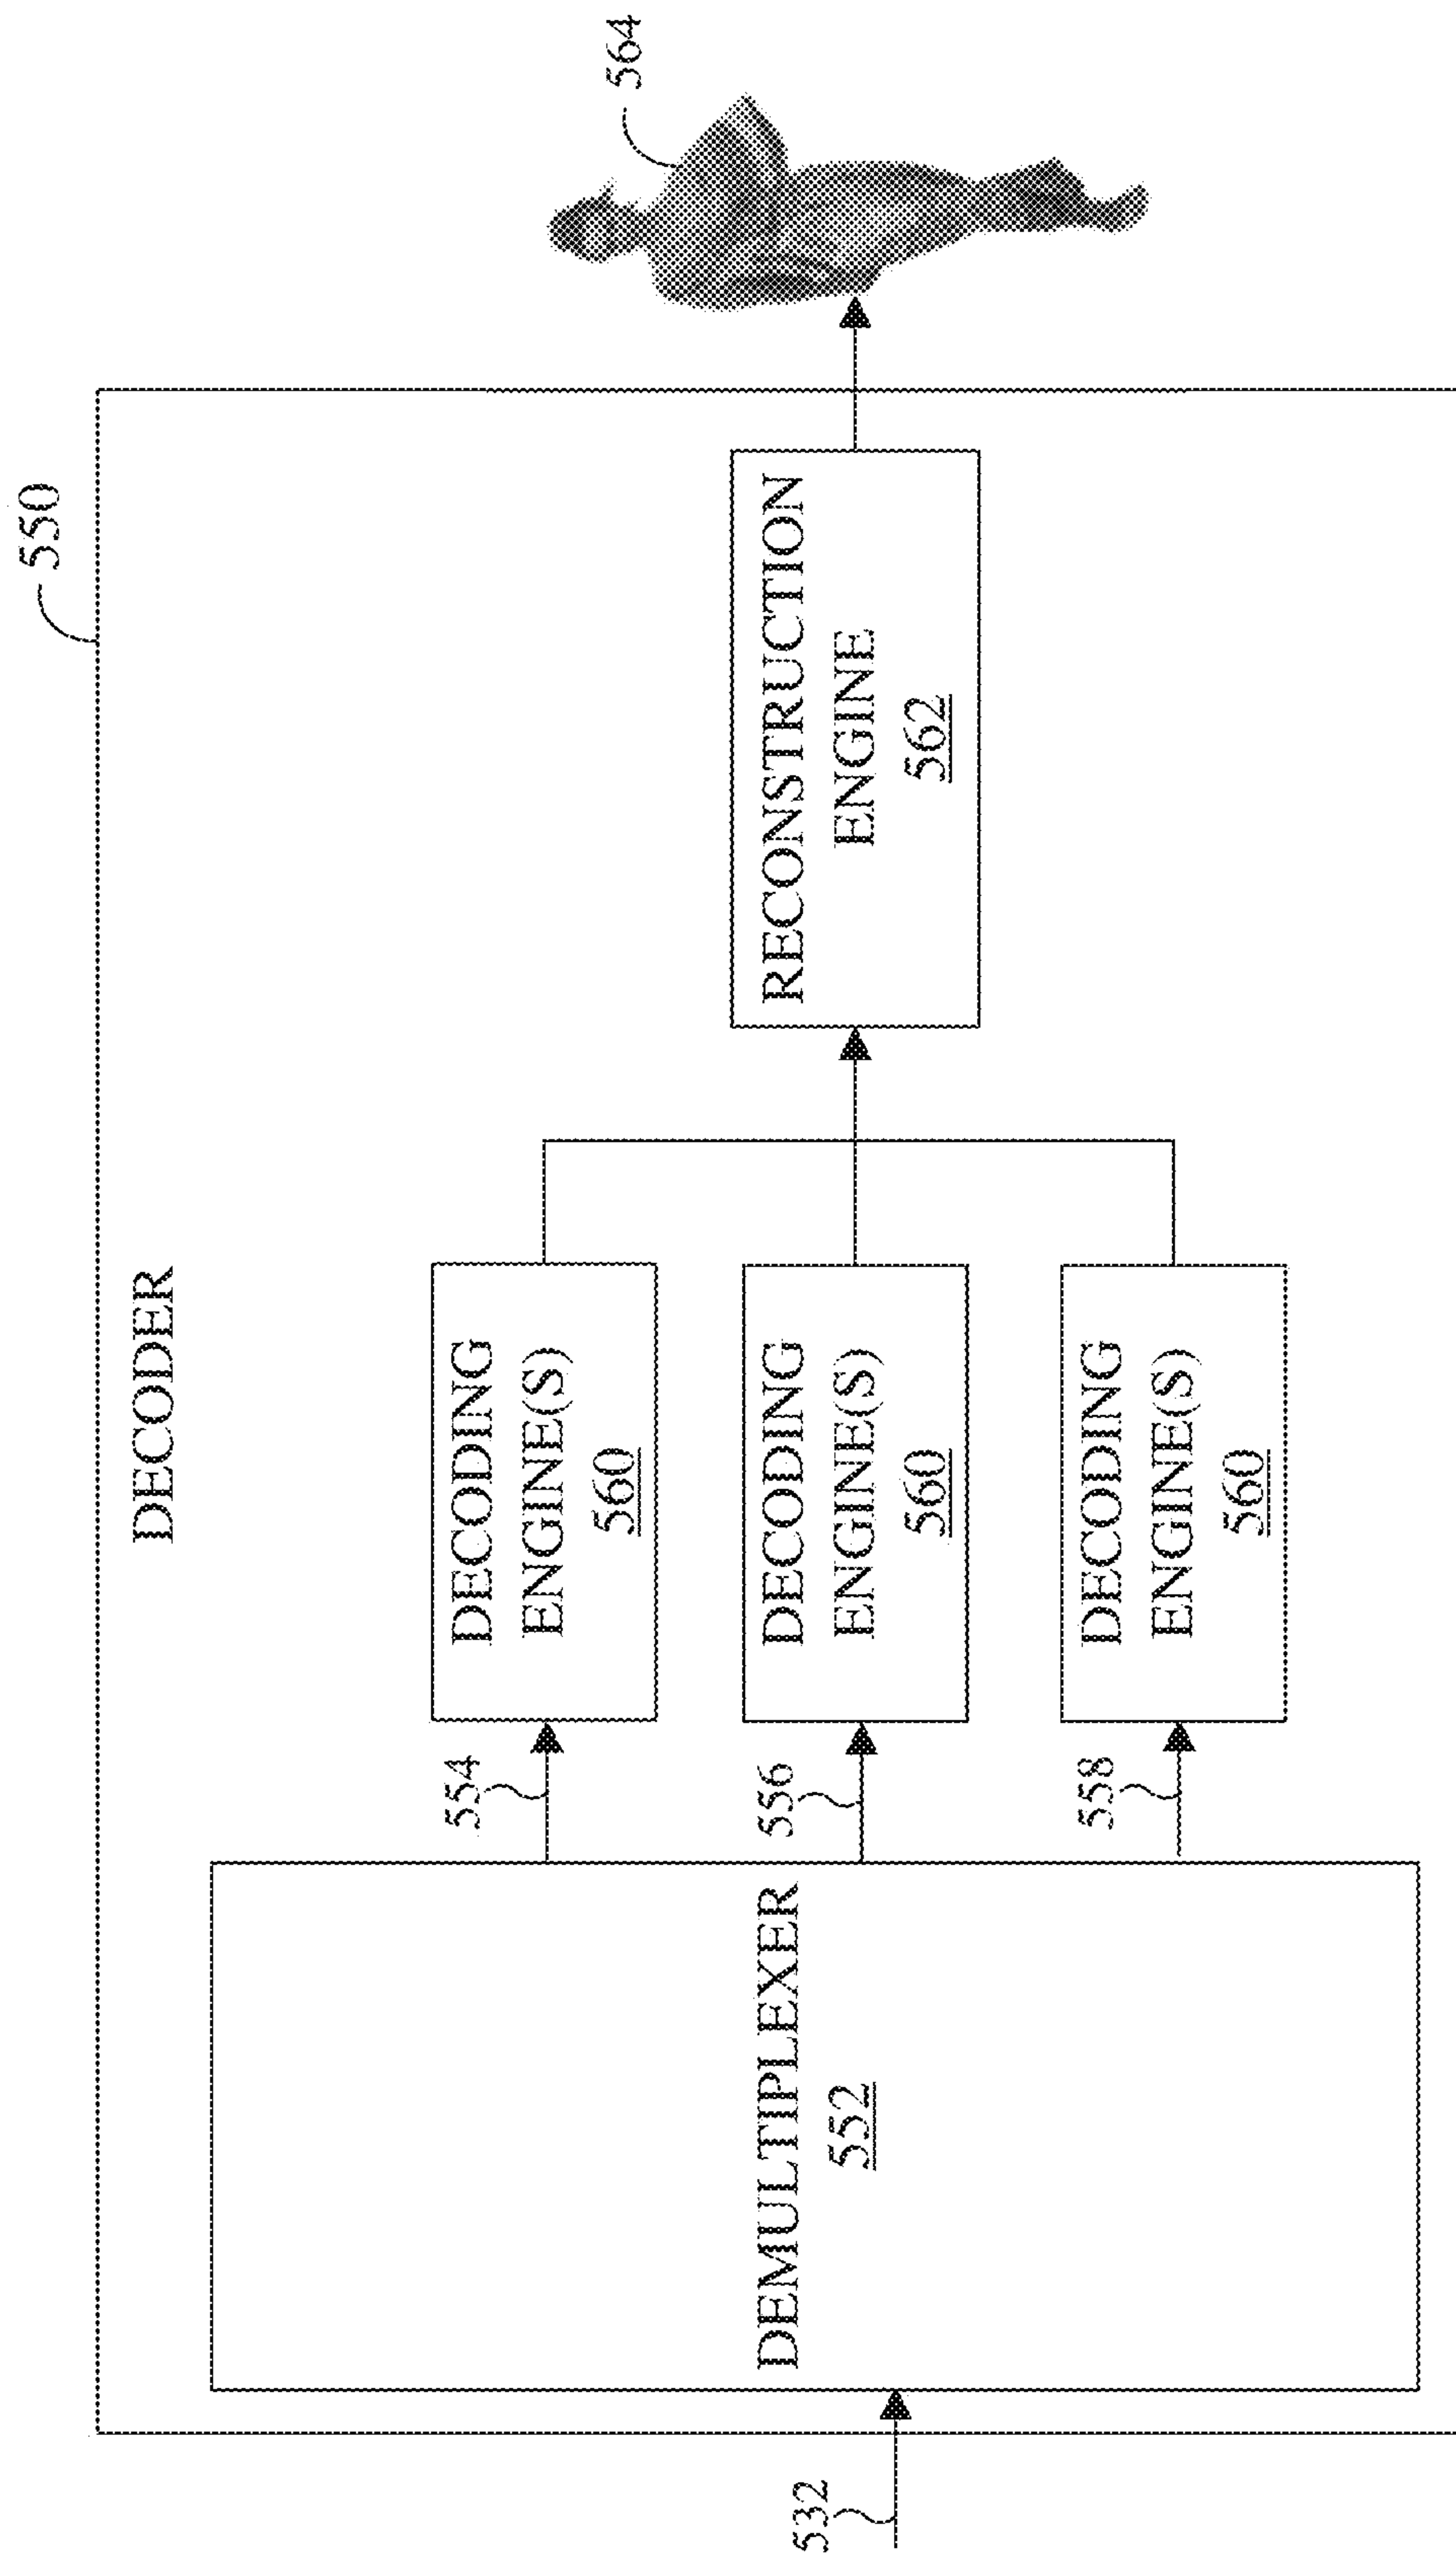 550
DECODER
532
DEMULTIPLEXER
552
554
DECODING
ENGINE(S)
560
556
DECODING
ENGINE(S)
560
558
DECODING
ENGINE(S)
560
RECONSTRUCTION
ENGINE
562
564